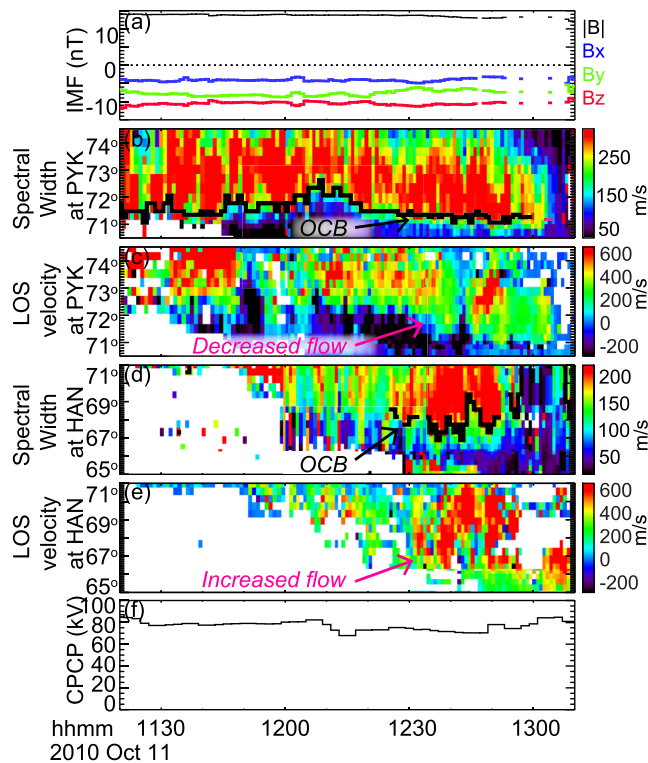 (a)
IMF (nT)
10
0
-10
|B|
Bx
By
Bz
(b)
Spectral
Width
at PYK
74°
73°
72°
71°
OCB
250
150
50
m/s
(c)
LOS
velocity
at PYK
74°
73°
72°
71°
Decreased flow
600
400
200
0
-200
m/s
(d)
Spectral
Width
at HAN
71°
69°
67°
65°
OCB
200
150
100
50
m/s
(e)
LOS
velocity
at HAN
71°
69°
67°
65°
Increased flow
600
400
200
0
-200
m/s
(f)
CPCP (kV)
100
80
60
40
20
0
hhmm 1130 1200 1230 1300
2010 Oct 11